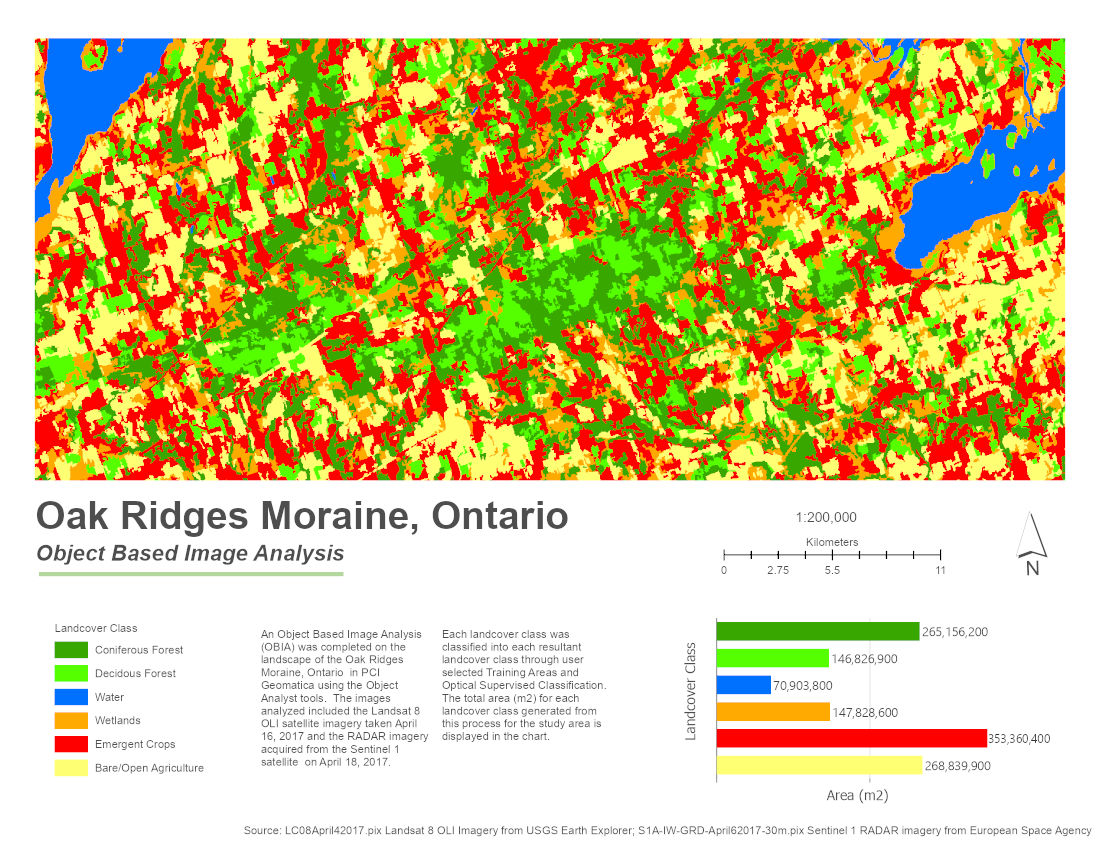 Oak Ridges Moraine, Ontario
Object Based Image Analysis
1:200,000
Kilometers
0 2.75 5.5 11
N
Landcover Class
Coniferous Forest
Decidous Forest
Water
Wetlands
Emergent Crops
Bare/Open Agriculture
An Object Based Image Analysis
(OBIA) was completed on the
landscape of the Oak Ridges
Moraine, Ontario in PCI
Geomatica using the Object
Analyst tools. The images
analyzed included the Landsat 8
OLI satellite imagery taken April
16, 2017 and the RADAR imagery
acquired from the Sentinel 1
satellite on April 18, 2017.
Each landcover class was
classified into each resultant
landcover class through user
selected Training Areas and
Optical Supervised Classification.
The total area (m2) for each
landcover class generated from
this process for the study area is
displayed in the chart.
Landcover Class
265,156,200
146,826,900
70,903,800
147,828,600
353,360,400
268,839,900
Area (m2)
Source: LC08April42017.pix Landsat 8 OLI Imagery from USGS Earth Explorer; S1A-IW-GRD-April62017-30m.pix Sentinel 1 RADAR imagery from European Space Agency